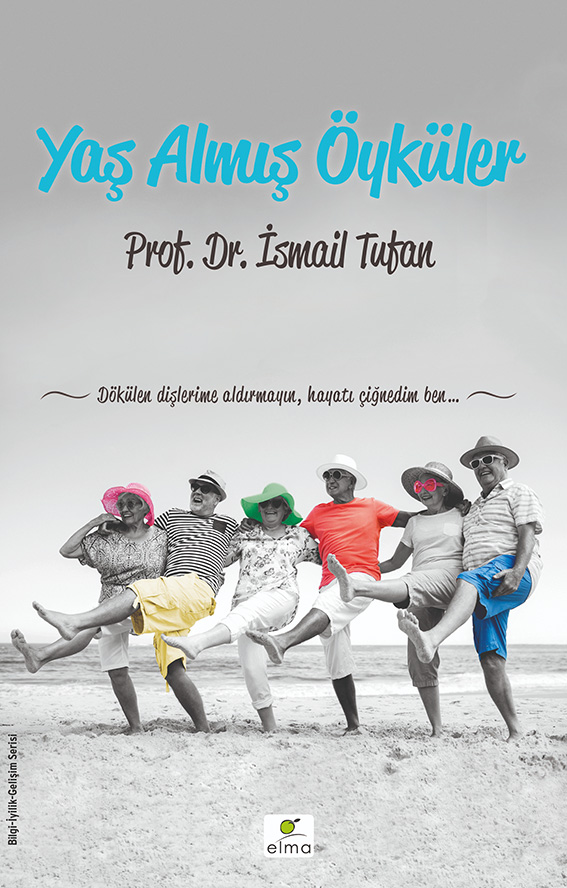 Yaş Almış Öyküler
Prof. Dr. İsmail Tufan
Dökülen dişlerime aldırmayın, hayatı çiğnedim ben...
Bilgi-İyilik-Gelişim Serisi
elma